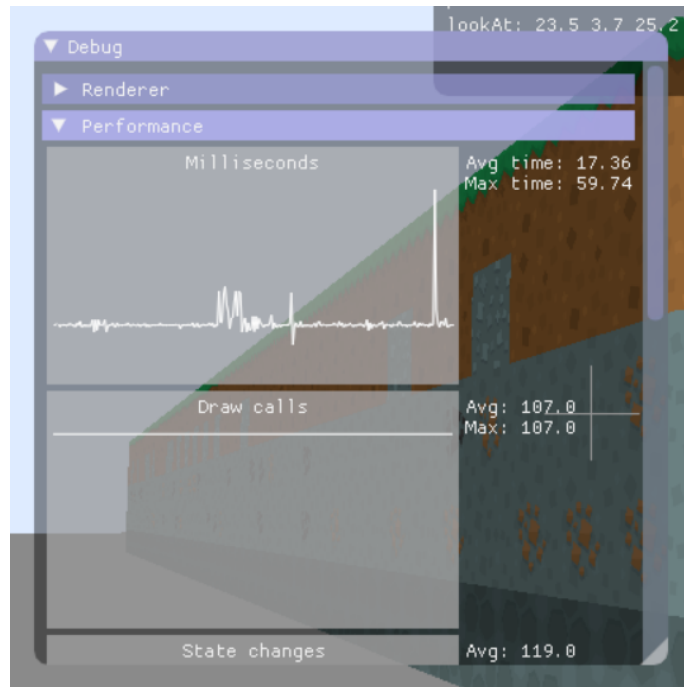 lookAt: 23.5 3.7 25.2
Debug
Renderer
Performance
Milliseconds
Avg time: 17.36
Max time: 59.74
Draw calls
Avg: 107.0
Max: 107.0
State changes
Avg: 119.0